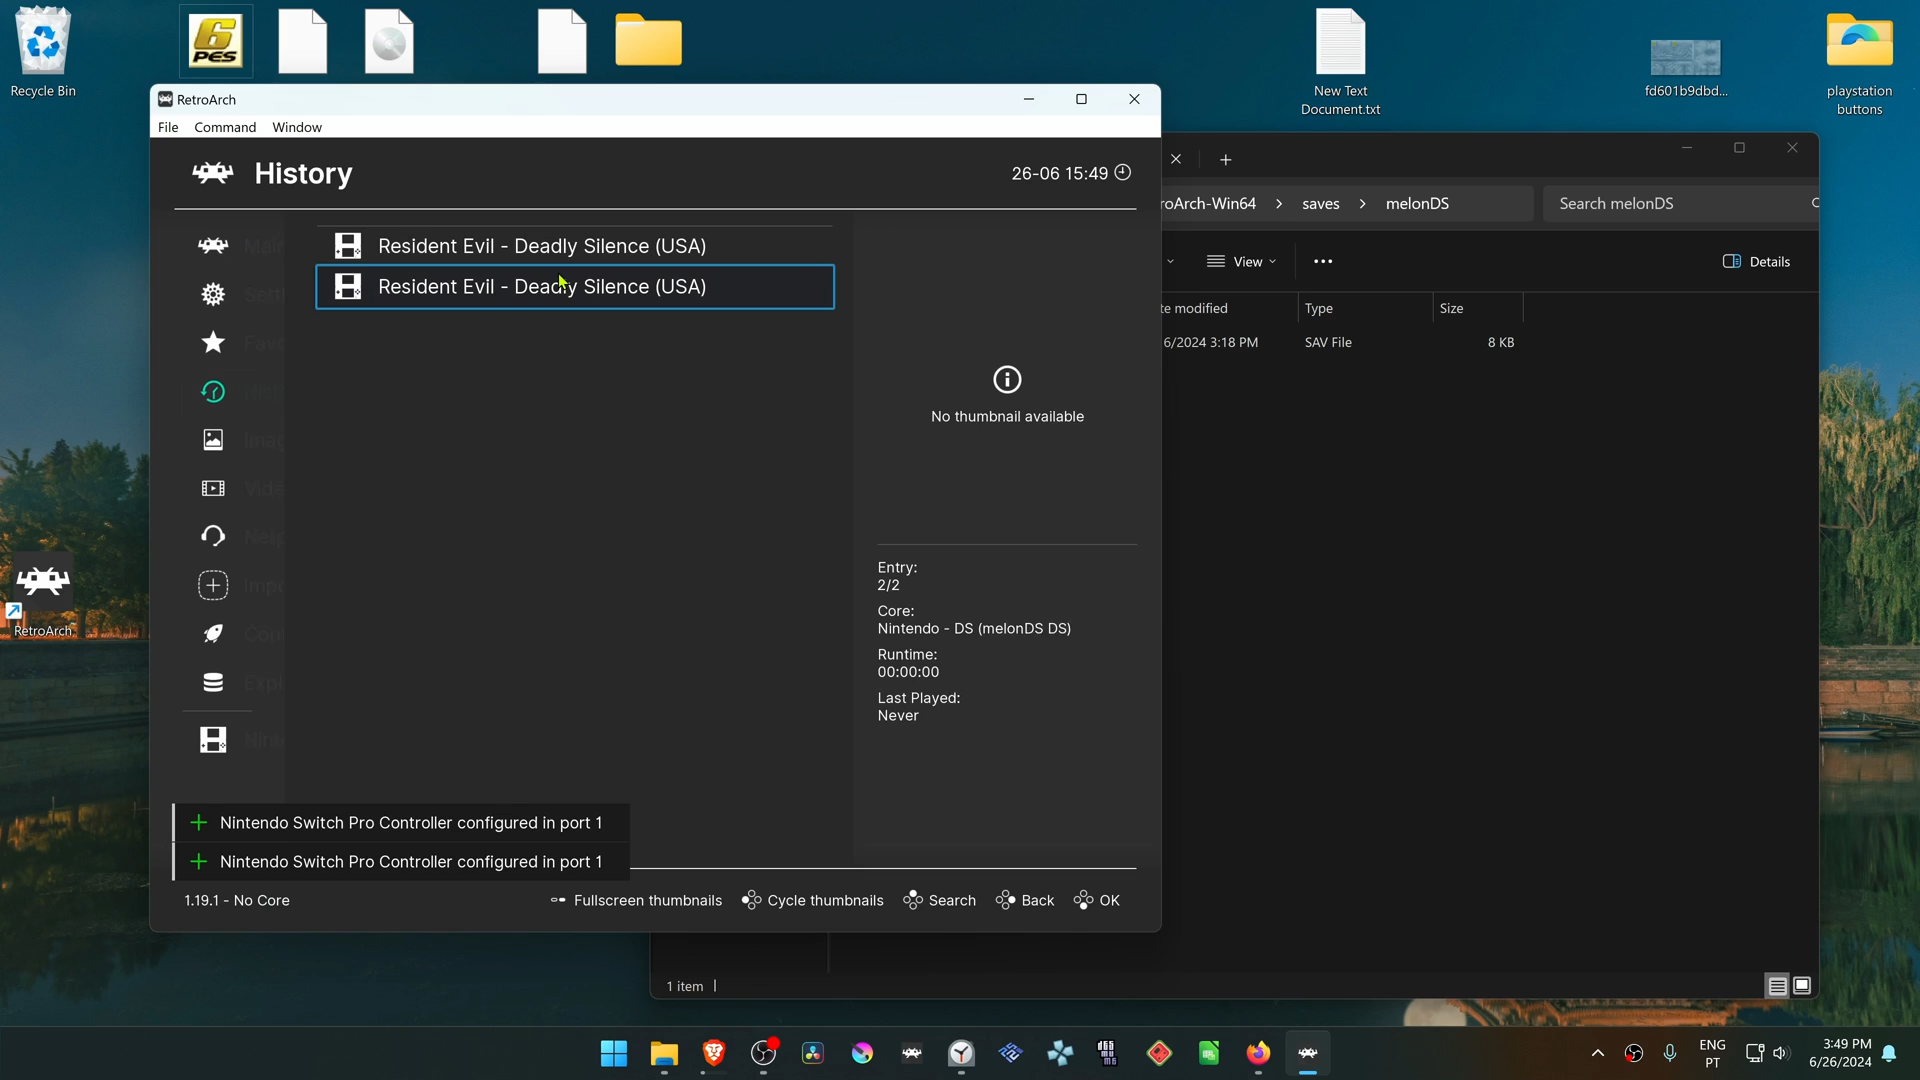 Recycle Bin
6
PES
New Text
Document.txt
fd601b9dbd...
playstation
buttons
RetroArch
RetroArch
File Command Window
History
26-06 15:49
Resident Evil - Deadly Silence (USA)
Resident Evil - Deadly Silence (USA)
No thumbnail available
Entry:
2/2
Core:
Nintendo - DS (melonDS DS)
Runtime:
00:00:00
Last Played:
Never
Nintendo Switch Pro Controller configured in port 1
Nintendo Switch Pro Controller configured in port 1
1.19.1 - No Core
Fullscreen thumbnails Cycle thumbnails Search Back OK
roArch-Win64 > saves > melonDS
Search melonDS
View
Details
te modified Type Size
6/2024 3:18 PM SAV File 8 KB
1 item
ENG
PT
3:49 PM
6/26/2024